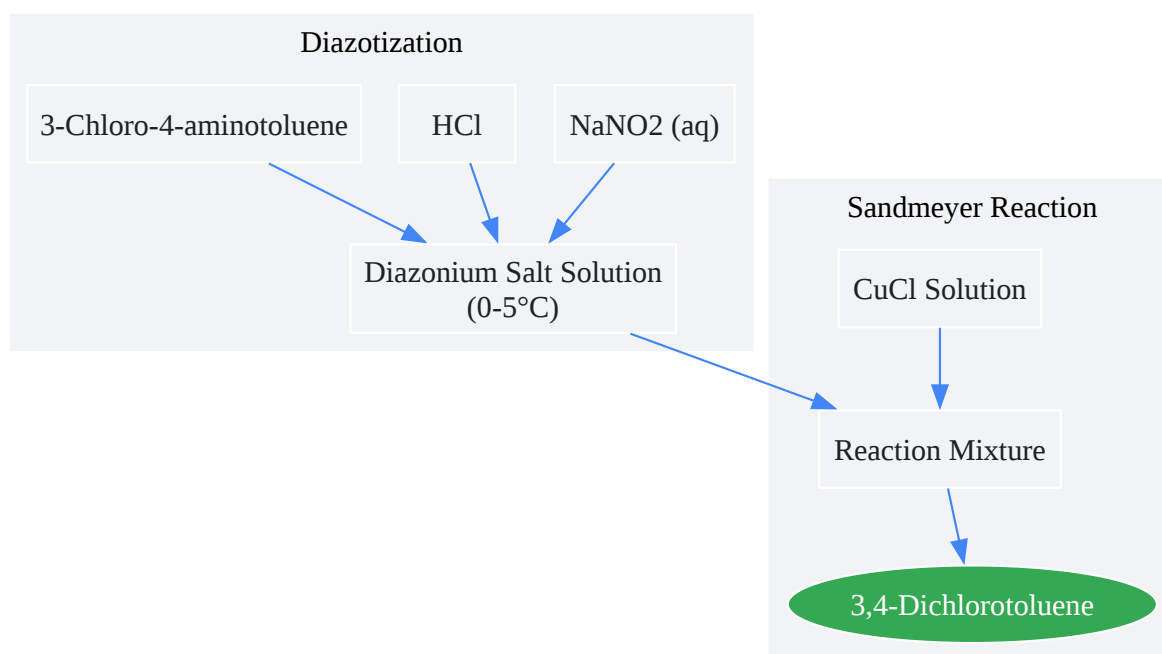 Diazotization
3-Chloro-4-aminotoluene
HCl
NaNO2 (aq)
Diazonium Salt Solution
(0-5°C)
Sandmeyer Reaction
CuCl Solution
Reaction Mixture
3,4-Dichlorotoluene